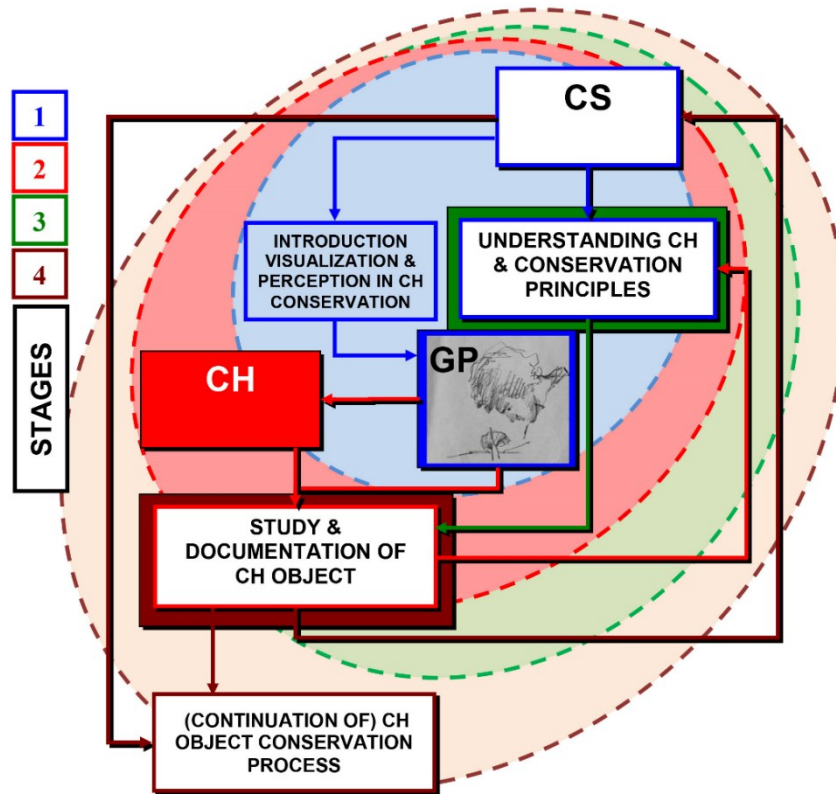 1
2
3
4
STAGES
CS
INTRODUCTION
VISUALIZATION &
PERCEPTION IN CH
CONSERVATION
UNDERSTANDING CH
& CONSERVATION
PRINCIPLES
GP
CH
STUDY &
DOCUMENTATION OF
CH OBJECT
(CONTINUATION OF) CH
OBJECT CONSERVATION
PROCESS